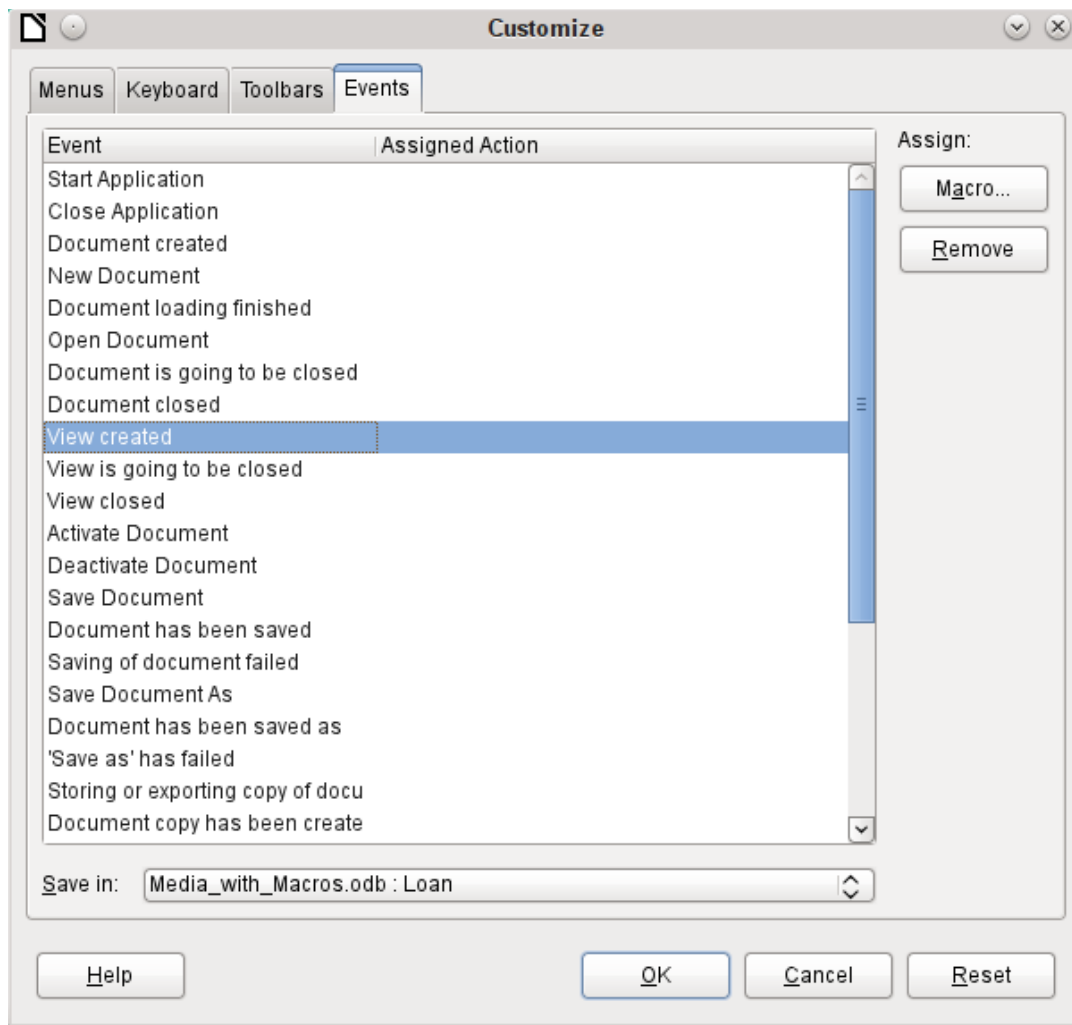 Customize
Menus Keyboard Toolbars Events
Event Assigned Action
Assign:
Start Application
Macro...
Close Application
Document created
Remove
New Document
Document loading finished
Open Document
Document is going to be closed
Document closed
View created
View is going to be closed
View closed
Activate Document
Deactivate Document
Save Document
Document has been saved
Saving of document failed
Save Document As
Document has been saved as
'Save as' has failed
Storing or exporting copy of docu
Document copy has been create
Save in: Media_with_Macros.odb : Loan
Help OK Cancel Reset